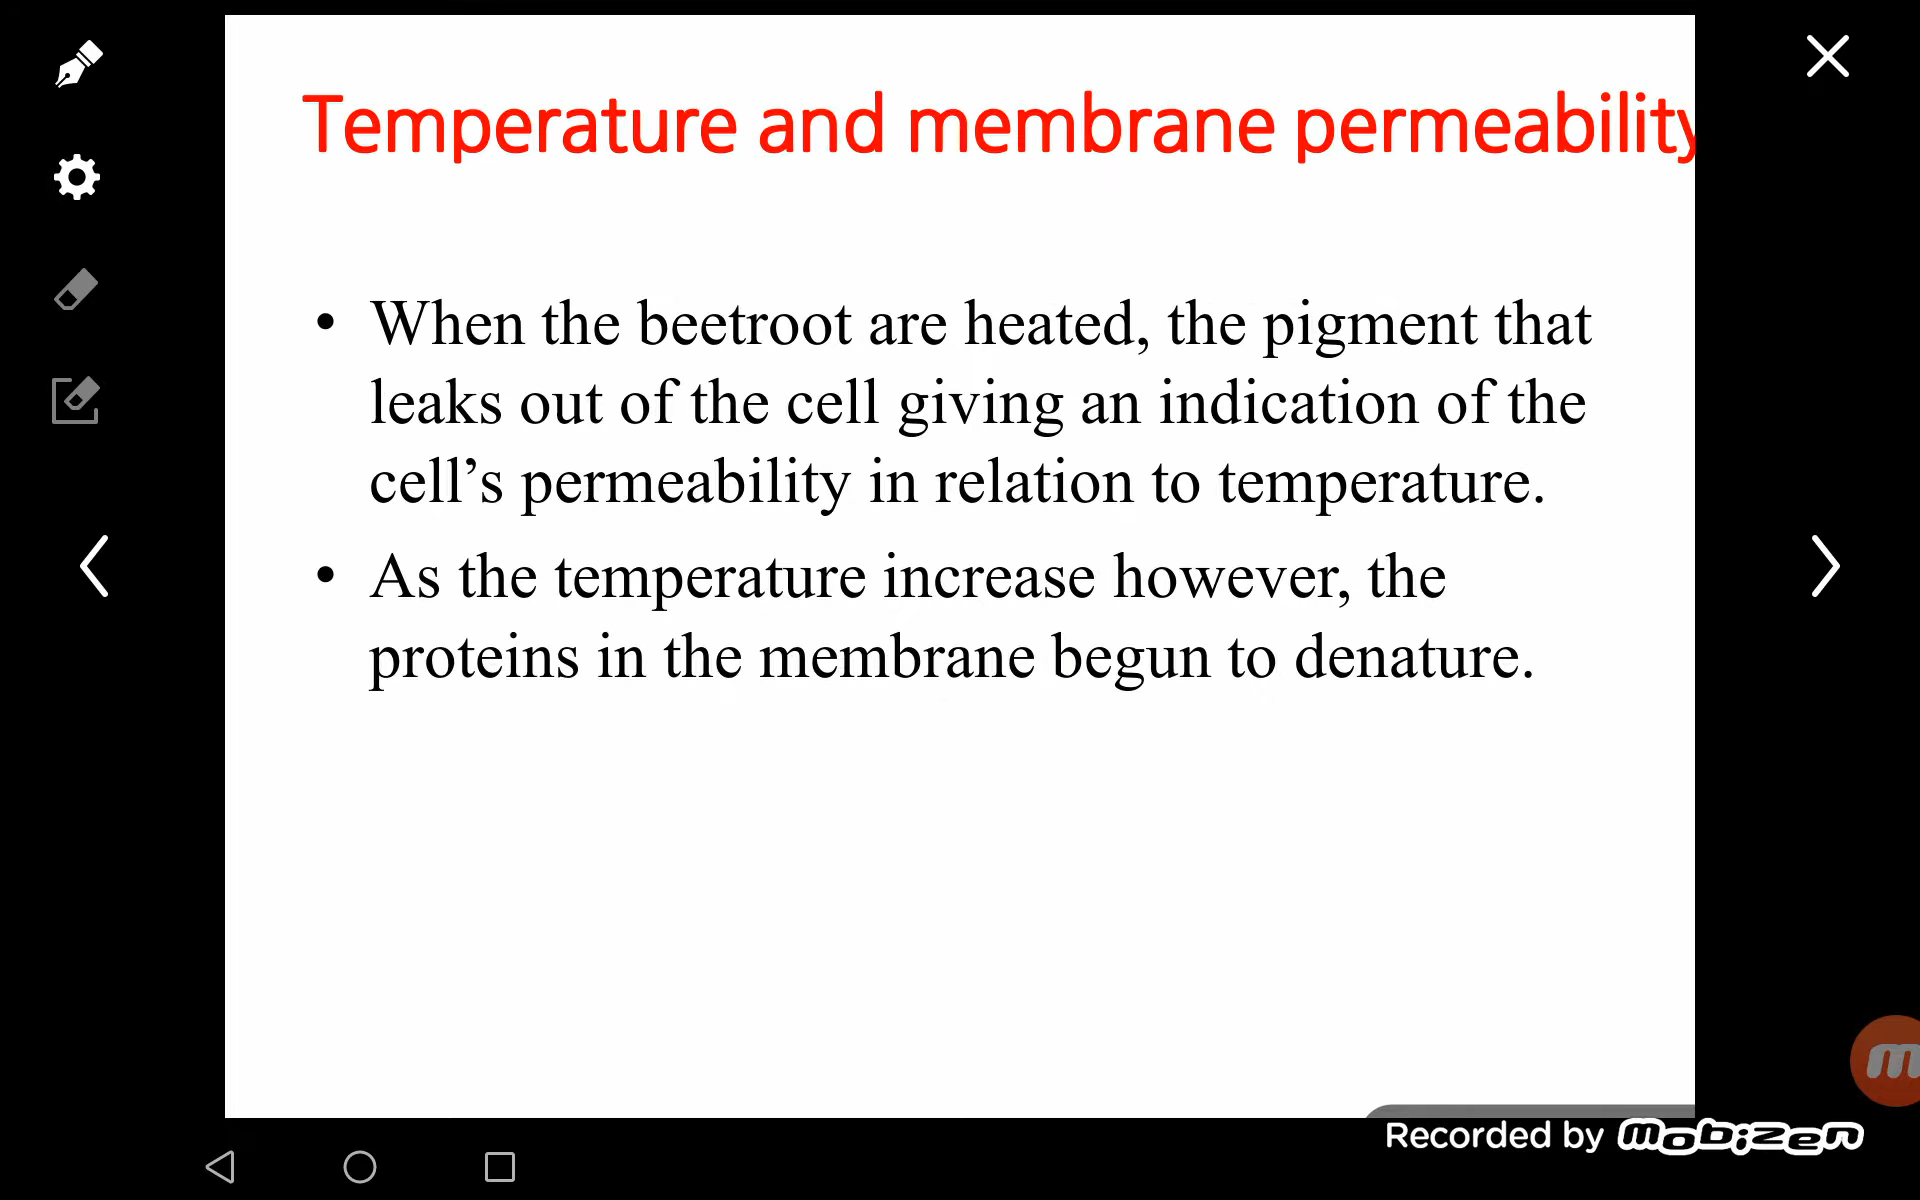 Temperature and membrane permeability
• When the beetroot are heated, the pigment that
leaks out of the cell giving an indication of the
cell’s permeability in relation to temperature.
• As the temperature increase however, the
proteins in the membrane begun to denature.
m
Recorded by mobizen